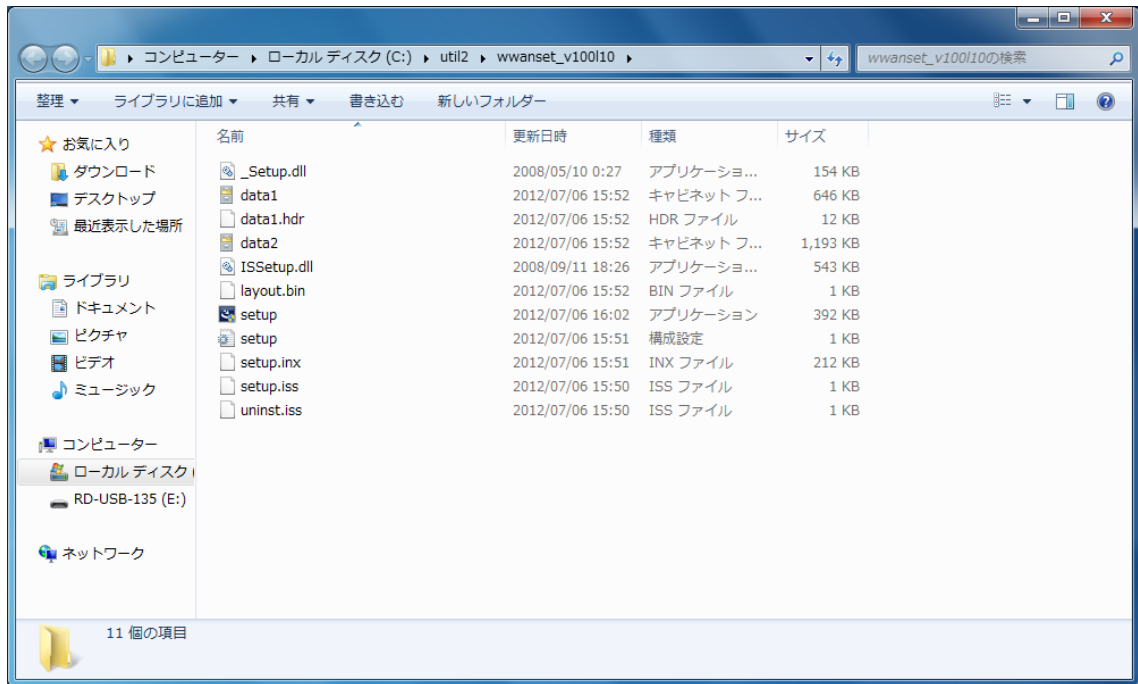 コンピューター ▸ ローカル ディスク (C:) ▸ util2 ▸ wwanset_v100l10 ▸
wwanset_v100l10の検索
整理 ライブラリに追加 共有 書き込む 新しいフォルダー
お気に入り
ダウンロード
デスクトップ
最近表示した場所
ライブラリ
ドキュメント
ピクチャ
ビデオ
ミュージック
コンピューター
ローカル ディスク (
RD-USB-135 (E:)
ネットワーク
名前 更新日時 種類 サイズ
_Setup.dll 2008/05/10 0:27 アプリケーショ... 154 KB
data1 2012/07/06 15:52 キャビネット フ... 646 KB
data1.hdr 2012/07/06 15:52 HDR ファイル 12 KB
data2 2012/07/06 15:52 キャビネット フ... 1,193 KB
ISSetup.dll 2008/09/11 18:26 アプリケーショ... 543 KB
layout.bin 2012/07/06 15:52 BIN ファイル 1 KB
setup 2012/07/06 16:02 アプリケーション 392 KB
setup 2012/07/06 15:51 構成設定 1 KB
setup.inx 2012/07/06 15:51 INX ファイル 212 KB
setup.iss 2012/07/06 15:50 ISS ファイル 1 KB
uninst.iss 2012/07/06 15:50 ISS ファイル 1 KB
11 個の項目